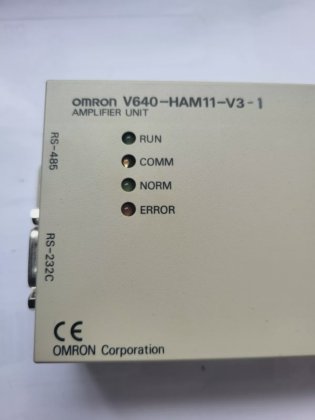 OMRON V640-HAM11-V3-1
AMPLIFIER UNIT
RS-485
RUN
COMM
NORM
ERROR
RS-232C
CE
OMRON Corporation